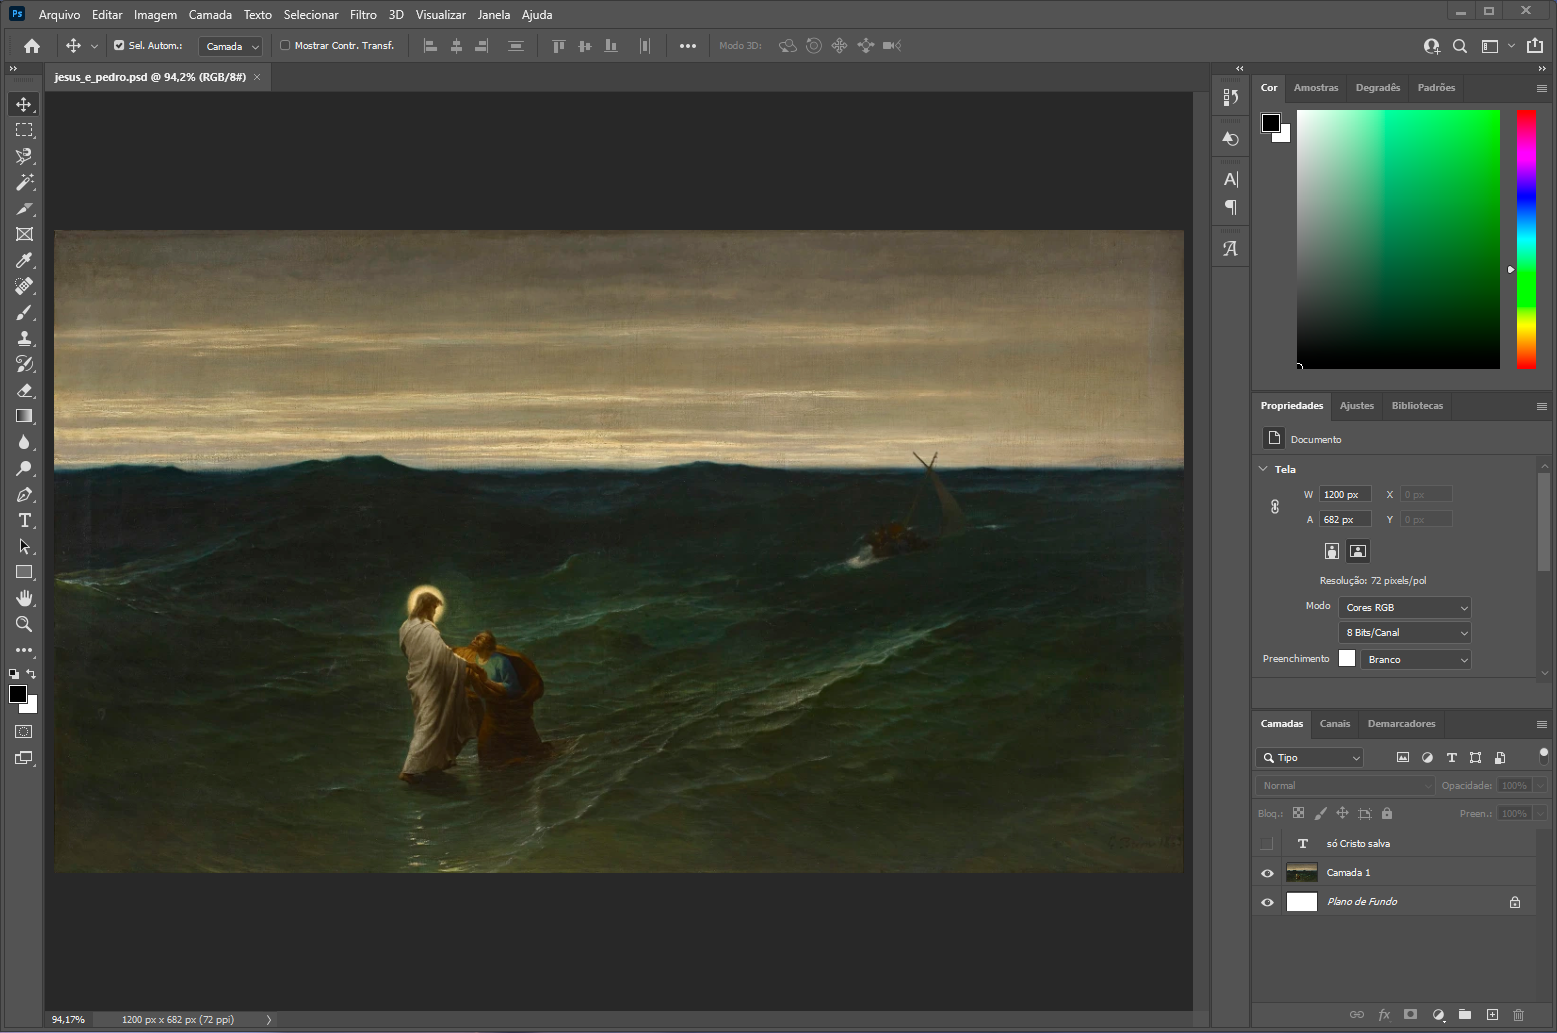 Ps Arquivo Editar Imagem Camada Texto Selecionar Filtro 3D Visualizar Janela Ajuda
Sel. Autom.: Camada Mostrar Contr. Transf. Modo 3D:
jesus_e_pedro.psd @ 94,2% (RGB/8#)
Cor Amostras Degradês Padrões
Propriedades Ajustes Bibliotecas
Documento
Tela
W 1200 px X 0 px
A 682 px Y 0 px
Resolução: 72 pixels/pol
Modo Cores RGB
8 Bits/Canal
Preenchimento Branco
Camadas Canais Demarcadores
Tipo
Normal Opacidade: 100%
Bloq.: Preen.: 100%
só Cristo salva
Camada 1
Plano de Fundo
94,17% 1200 px x 682 px (72 ppi)